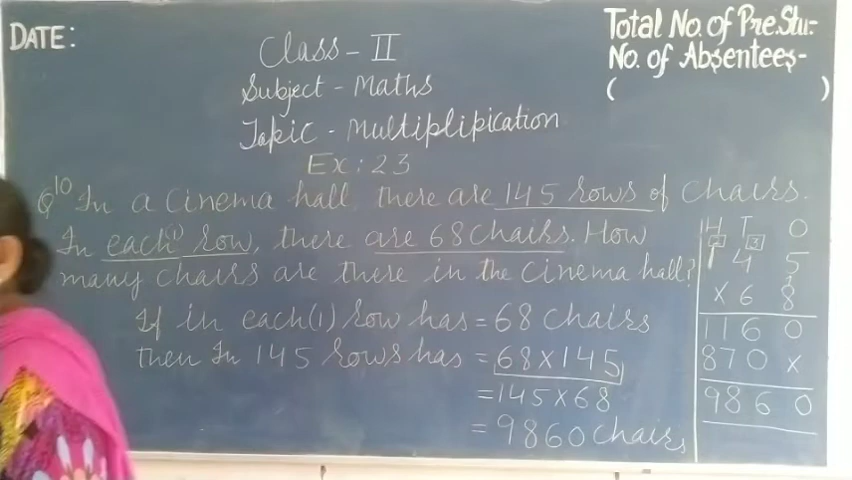 DATE:
Total No. of Pre.Stu:-
No. of Absentees-
( )
Class - II
Subject - Maths
Topic - Multiplipication
Ex: 23
Q10 In a Cinema hall, there are 145 rows of chairs.
In each(1) row, there are 68 chairs. How
many chairs are there in the Cinema hall?
If in each(1) row has = 68 chairs
then In 145 rows has = 68 x 145
= 145 x 68
= 9860 chairs
H T O
1 4 5
x 6 8
1 1 6 0
8 7 0 x
9 8 6 0